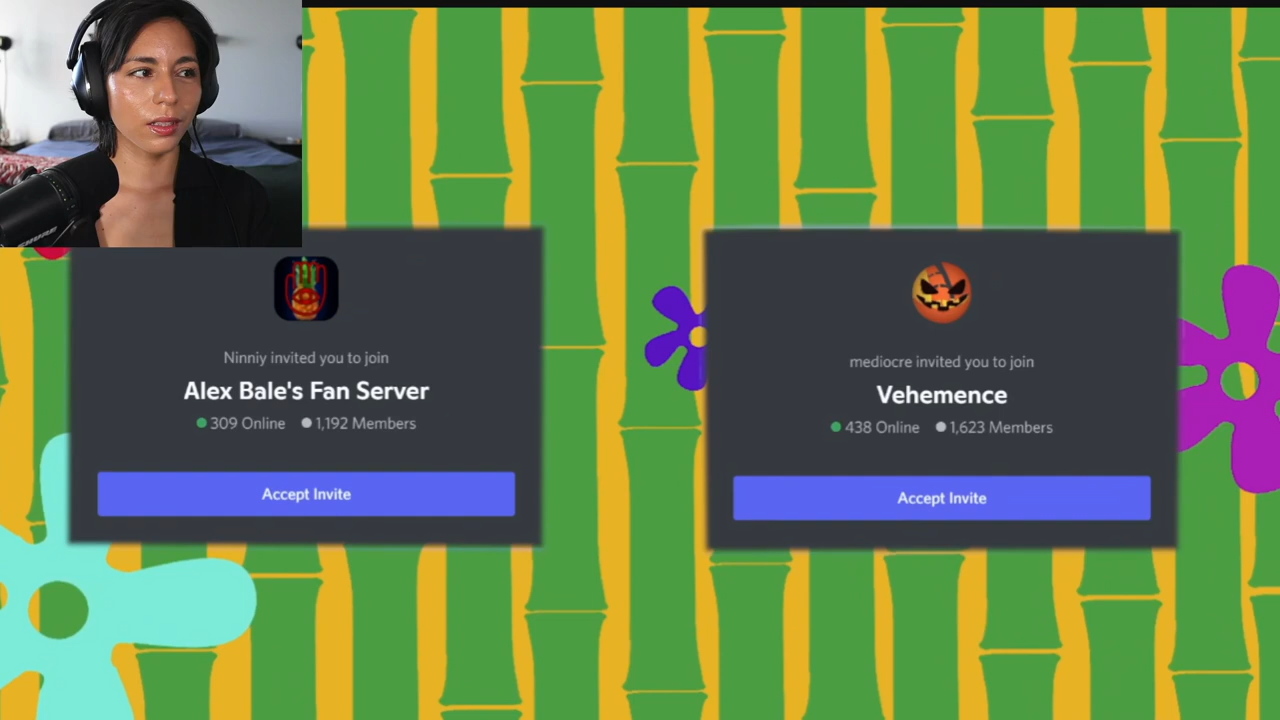 SHURE
Ninniy invited you to join
Alex Bale's Fan Server
309 Online 1,192 Members
Accept Invite
mediocre invited you to join
Vehemence
438 Online 1,623 Members
Accept Invite